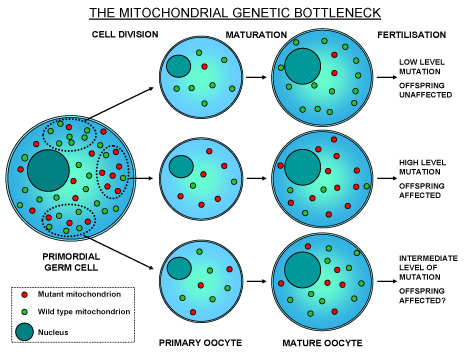 THE MITOCHONDRIAL GENETIC BOTTLENECK
CELL DIVISION
MATURATION
FERTILISATION
LOW LEVEL
MUTATION
OFFSPRING
UNAFFECTED
HIGH LEVEL
MUTATION
OFFSPRING
AFFECTED
INTERMEDIATE
LEVEL OF
MUTATION
OFFSPRING
AFFECTED?
PRIMORDIAL
GERM CELL
Mutant mitochondrion
Wild type mitochondrion
Nucleus
PRIMARY OOCYTE
MATURE OOCYTE